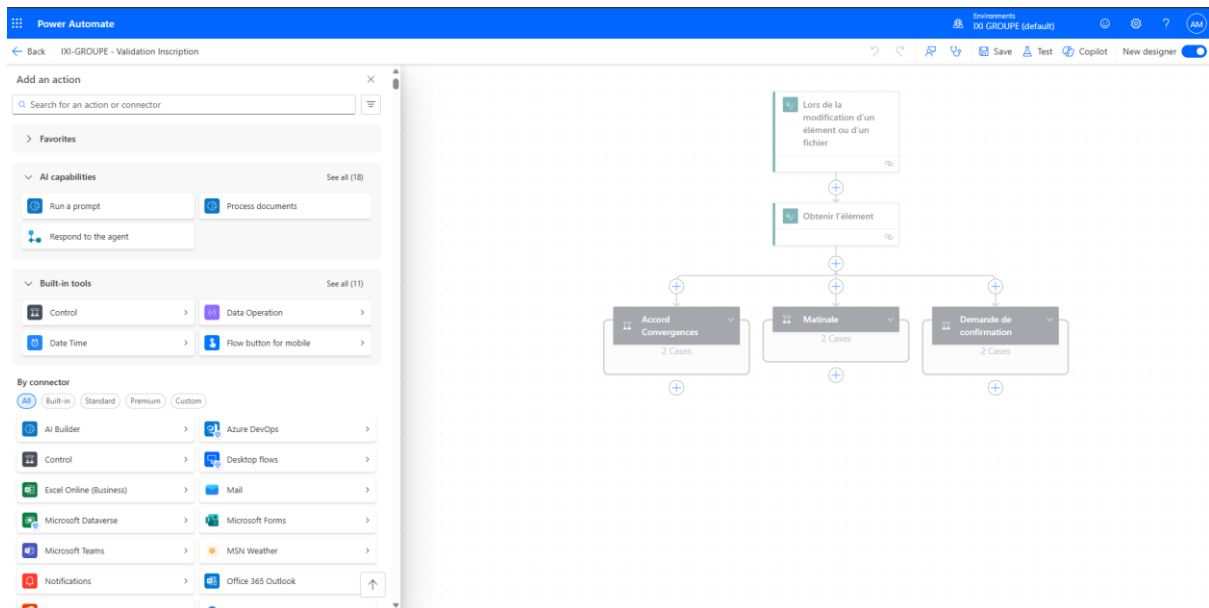 Power Automate
Environments
IXI GROUPE (default)
AM
Back
IXI-GROUPE - Validation Inscription
Save
Test
Copilot
New designer
Add an action
Search for an action or connector
Favorites
AI capabilities
See all (18)
Run a prompt
Process documents
Respond to the agent
Built-in tools
See all (11)
Control
Data Operation
Date Time
Flow button for mobile
By connector
All
Built-in
Standard
Premium
Custom
AI Builder
Azure DevOps
Control
Desktop flows
Excel Online (Business)
Mail
Microsoft Dataverse
Microsoft Forms
Microsoft Teams
MSN Weather
Notifications
Office 365 Outlook
Lors de la
modification d'un
élément ou d'un
fichier
Obtenir l'élément
Accord
Convergences
2 Cases
Matinale
2 Cases
Demande de
confirmation
2 Cases